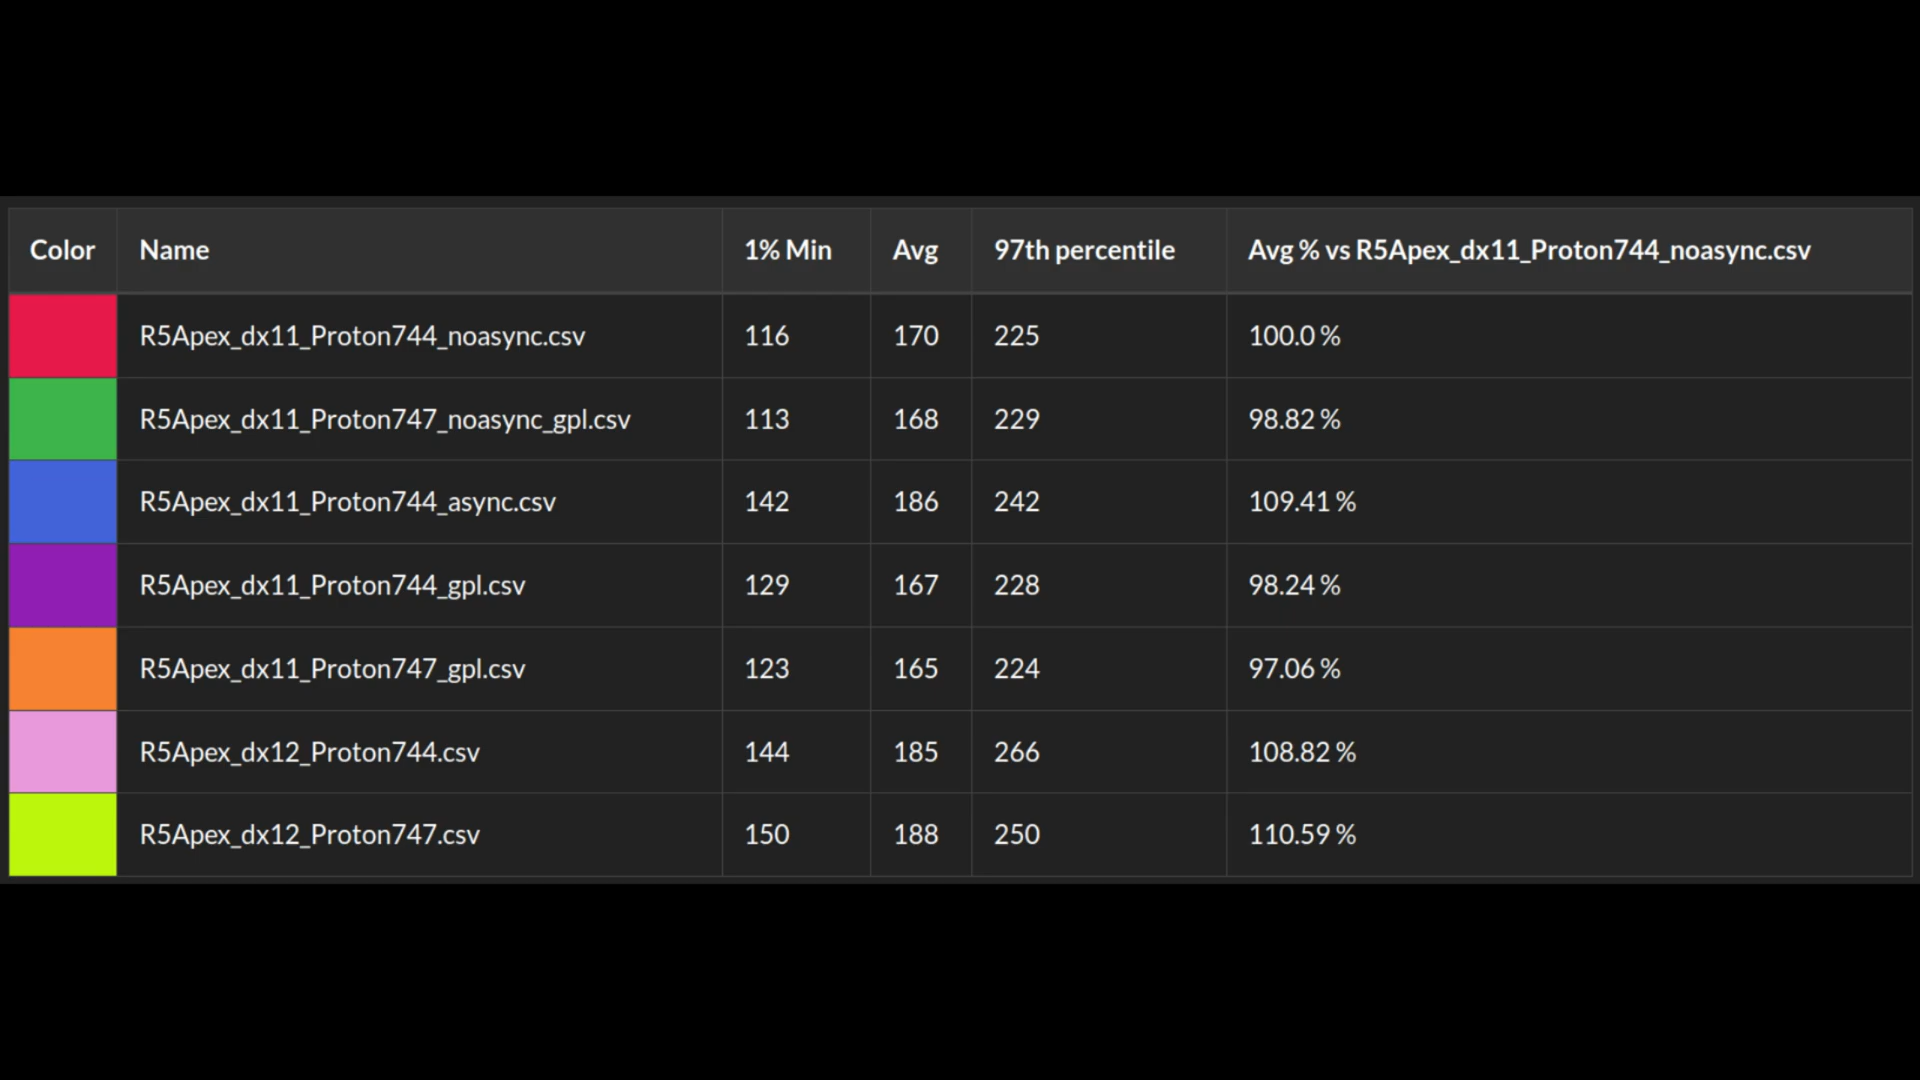 Color Name 1% Min Avg 97th percentile Avg % vs R5Apex_dx11_Proton744_noasync.csv
R5Apex_dx11_Proton744_noasync.csv 116 170 225 100.0 %
R5Apex_dx11_Proton747_noasync_gpl.csv 113 168 229 98.82 %
R5Apex_dx11_Proton744_async.csv 142 186 242 109.41 %
R5Apex_dx11_Proton744_gpl.csv 129 167 228 98.24 %
R5Apex_dx11_Proton747_gpl.csv 123 165 224 97.06 %
R5Apex_dx12_Proton744.csv 144 185 266 108.82 %
R5Apex_dx12_Proton747.csv 150 188 250 110.59 %